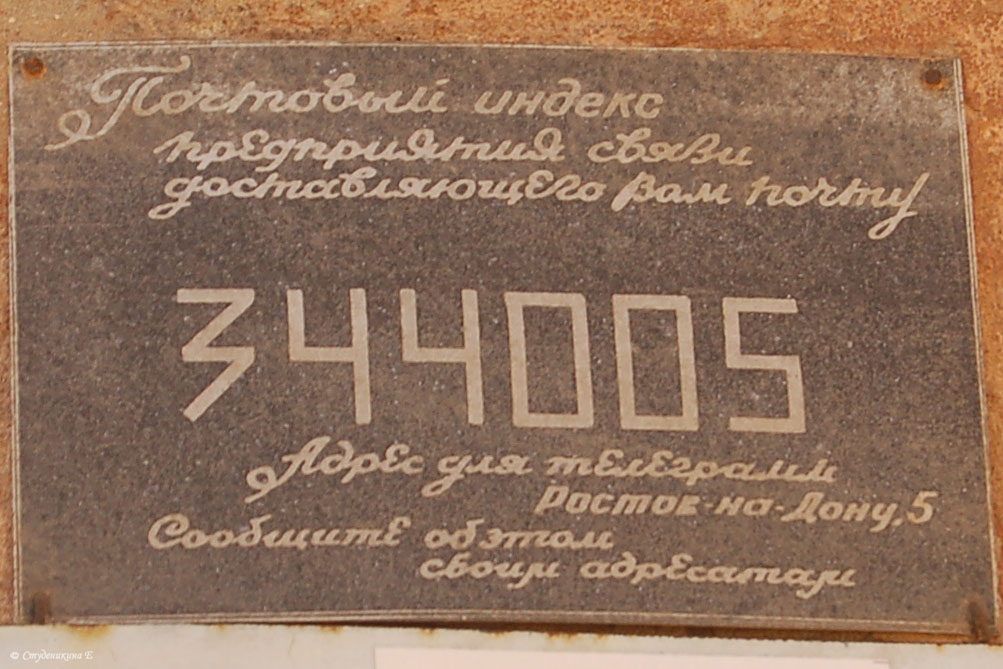 Почтовый индекс
предприятия связи
доставляющего вам почту
344005
Адрес для телеграмм
Ростов-на-Дону, 5
Сообщите об этом
своим адресатам
© Студеникина Е.